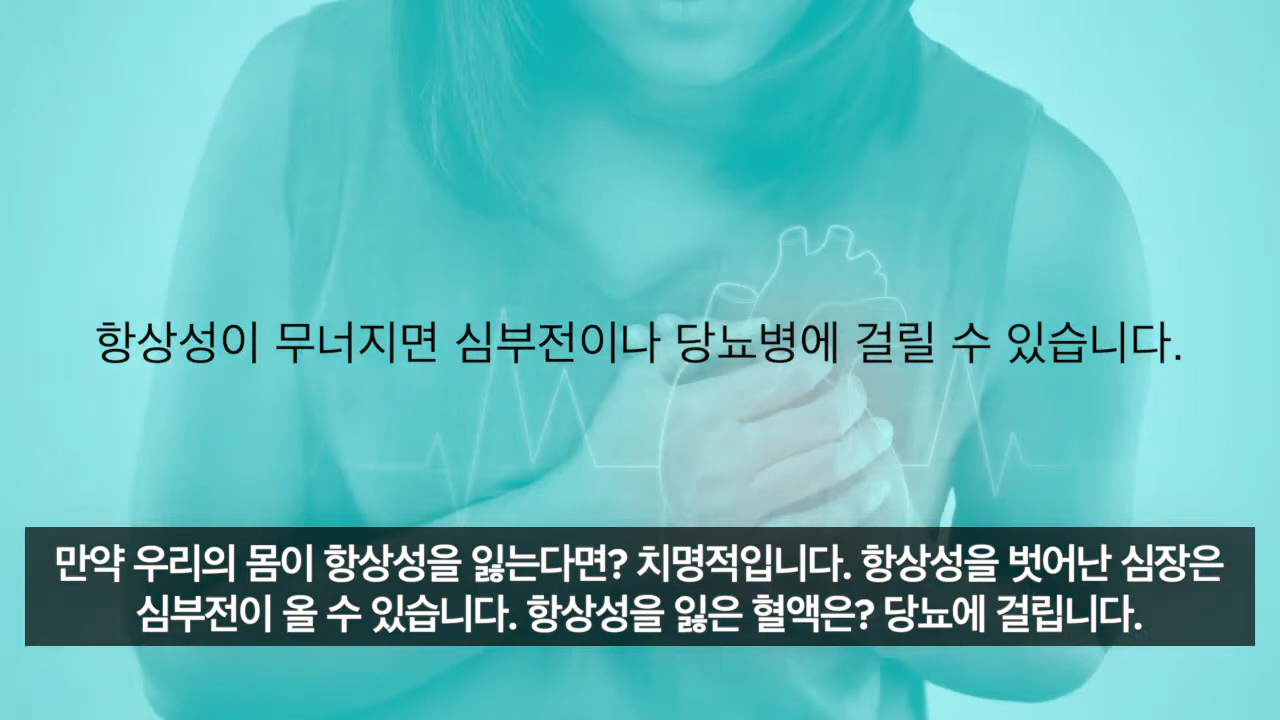 항상성이 무너지면 심부전이나 당뇨병에 걸릴 수 있습니다.
만약 우리의 몸이 항상성을 잃는다면? 치명적입니다. 항상성을 벗어난 심장은
심부전이 올 수 있습니다. 항상성을 잃은 혈액은? 당뇨에 걸립니다.